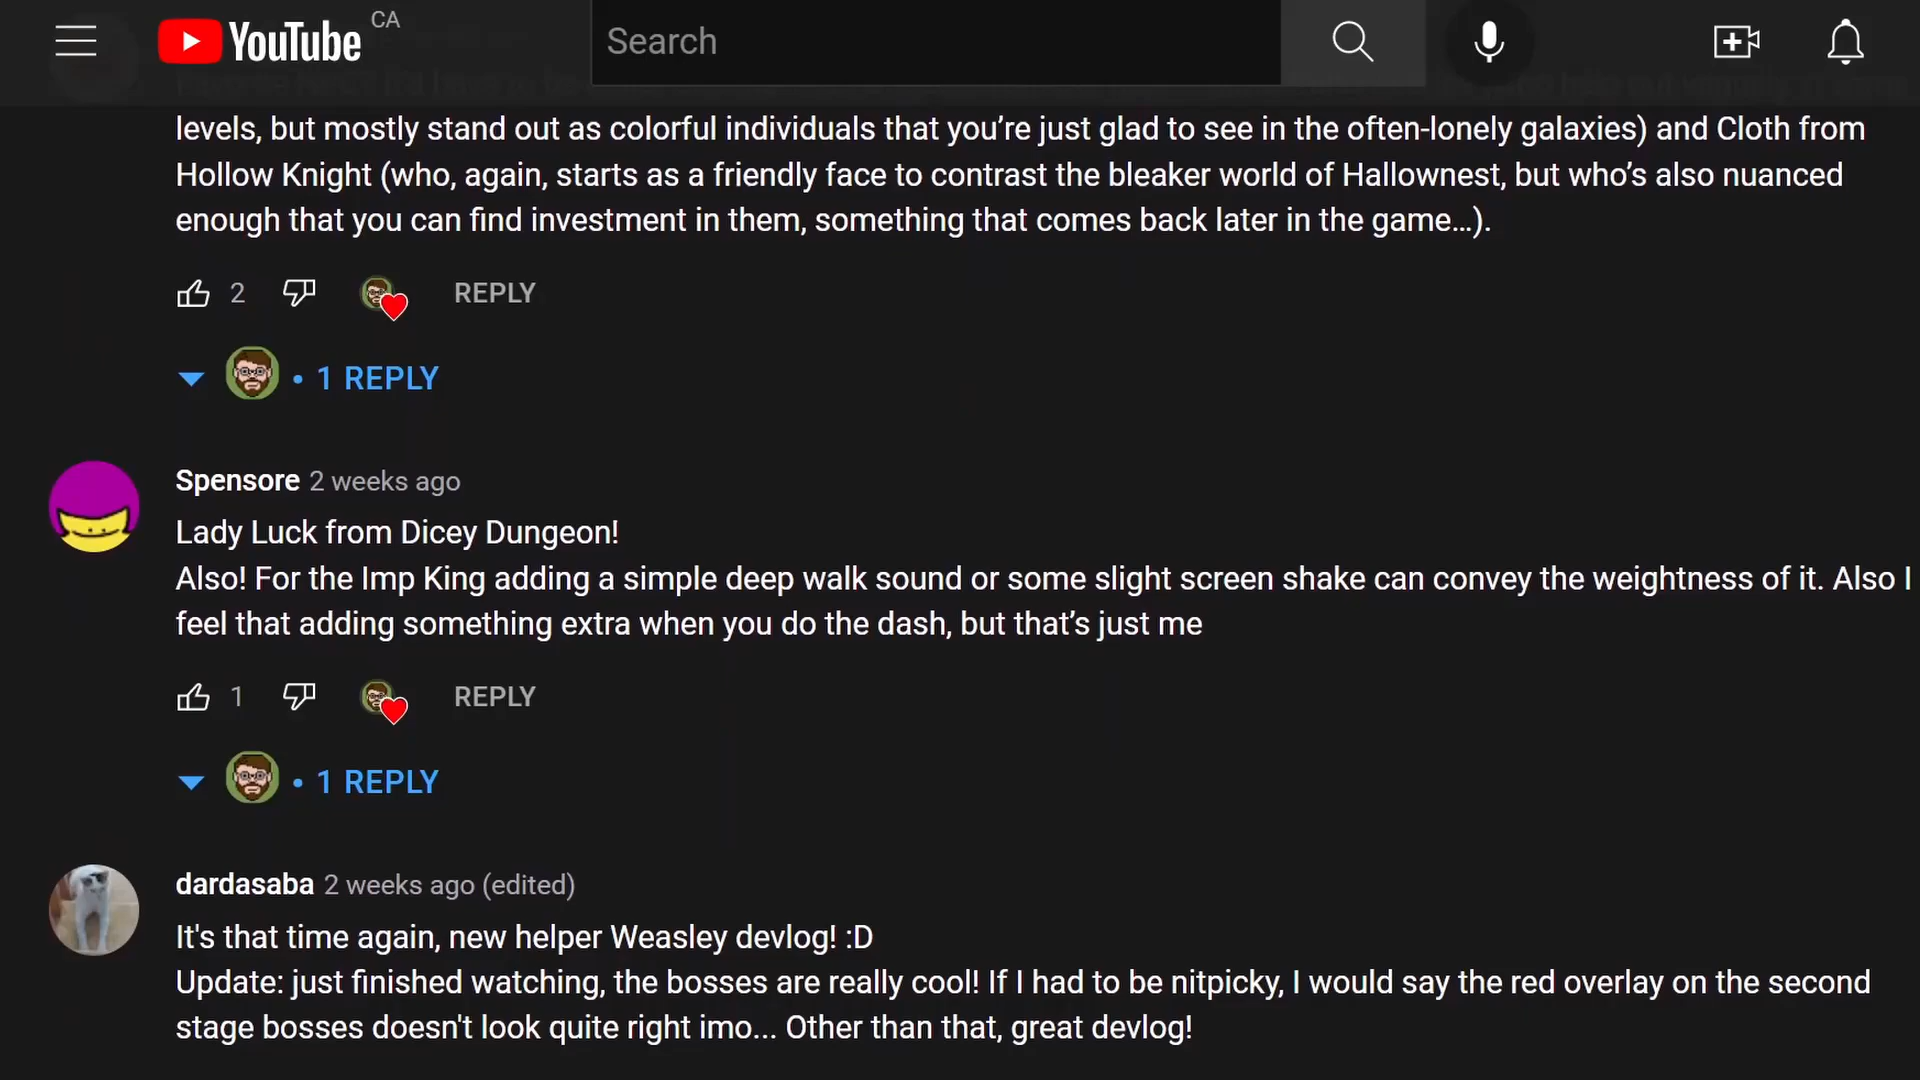 YouTube CA
Search
levels, but mostly stand out as colorful individuals that you’re just glad to see in the often-lonely galaxies) and Cloth from
Hollow Knight (who, again, starts as a friendly face to contrast the bleaker world of Hallownest, but who’s also nuanced
enough that you can find investment in them, something that comes back later in the game…).
2 REPLY
• 1 REPLY
Spensore 2 weeks ago
Lady Luck from Dicey Dungeon!
Also! For the Imp King adding a simple deep walk sound or some slight screen shake can convey the weightness of it. Also I
feel that adding something extra when you do the dash, but that’s just me
1 REPLY
• 1 REPLY
dardasaba 2 weeks ago (edited)
It's that time again, new helper Weasley devlog! :D
Update: just finished watching, the bosses are really cool! If I had to be nitpicky, I would say the red overlay on the second
stage bosses doesn't look quite right imo... Other than that, great devlog!